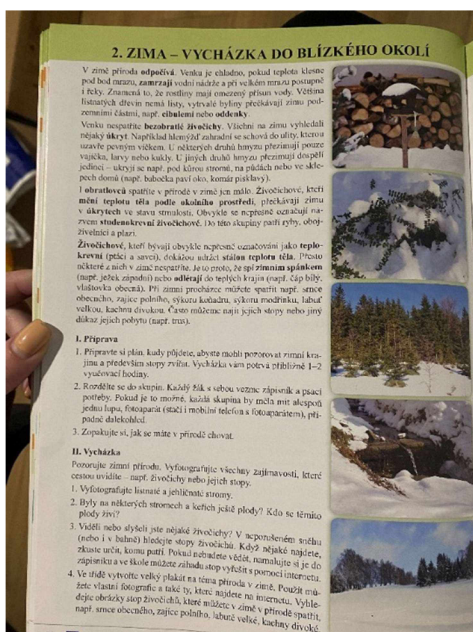 2. ZIMA – VYCHÁZKA DO BLÍZKÉHO OKOLÍ
V zimě příroda odpočívá. Venku je chladno, pokud teplota klesne
pod bod mrazu, zamrzají vodní nádrže a při velkém mrazu postupně
i řeky. Znamená to, že rostliny mají omezený přísun vody. Většina
listnatých dřevin nemá listy, vytrvalé byliny přečkávají zimu pod-
zemními částmi, např. cibulemi nebo oddenky.
Venku nespatříte bezobratlé živočichy. Všichni na zimu vyhledali
nějaký úkryt. Například hlemýžď zahradní se schová do ulity, kterou
uzavře pevným víčkem. U některých druhů hmyzu přezimují pouze
vajíčka, larvy nebo kukly. U jiných druhů hmyzu přezimují dospělí
jedinci – ukryjí se např. pod kůrou stromů, na půdách nebo ve skle-
pech domů (např. babočka paví oko, komár pisklavý).
I obratlovců spatříte v přírodě v zimě jen málo. Živočichové, kteří
mění teplotu těla podle okolního prostředí, přečkávají zimu
v úkrytech ve stavu strnulosti. Obvykle se nepřesně označují ná-
zvem studenokrevní živočichové. Do této skupiny patří ryby, oboj-
živelníci a plazi.
Živočichové, kteří bývají obvykle nepřesně označováni jako teplo-
krevní (ptáci a savci), dokážou udržet stálou teplotu těla. Přesto
některé z nich v zimě nespatříte. Je to proto, že spí zimním spánkem
(např. ježek západní) nebo odlétají do teplých krajin (např. čáp bílý,
vlaštovka obecná). Při zimní procházce můžete spatřit např. srnce
obecného, zajíce polního, sýkoru koňadru, sýkoru modřinku, labuť
velkou, kachnu divokou. Často můžeme najít jejich stopy nebo jiný
důkaz jejich pobytu (např. trus).
I. Příprava
1. Připravte si plán, kudy půjdete, abyste mohli pozorovat zimní kra-
jinu a především stopy zvířat. Vycházka vám potrvá přibližně 1–2
vyučovací hodiny.
2. Rozdělte se do skupin. Každý žák s sebou vezme zápisník a psací
potřeby. Pokud je to možné, každá skupina by měla mít alespoň
jednu lupu, fotoaparát (stačí i mobilní telefon s fotoaparátem), pří-
padně dalekohled.
3. Zopakujte si, jak se máte v přírodě chovat.
II. Vycházka
Pozorujte zimní přírodu. Vyfotografujte všechny zajímavosti, které
cestou uvidíte – např. živočichy nebo jejich stopy.
1. Vyfotografujte listnaté a jehličnaté stromy.
2. Byly na některých stromech a keřích ještě plody? Kdo se těmito
plody živí?
3. Viděli nebo slyšeli jste nějaké živočichy? V neporušeném sněhu
(nebo i v bahně) hledejte stopy živočichů. Když nějaké najdete,
zkuste určit, komu patří. Pokud nebudete vědět, namalujte si je do
zápisníku a ve škole můžete záhadu stop vyřešit s pomocí internetu.
4. Ve třídě vytvořte velký plakát na téma příroda v zimě. Použít mů-
žete vlastní fotografie a také ty, které najdete na internetu. Vyhle-
dejte obrázky stop živočichů, které můžete v zimě v přírodě spatřit,
např. srnce obecného, zajíce polního, labutě velké, kachny divoké